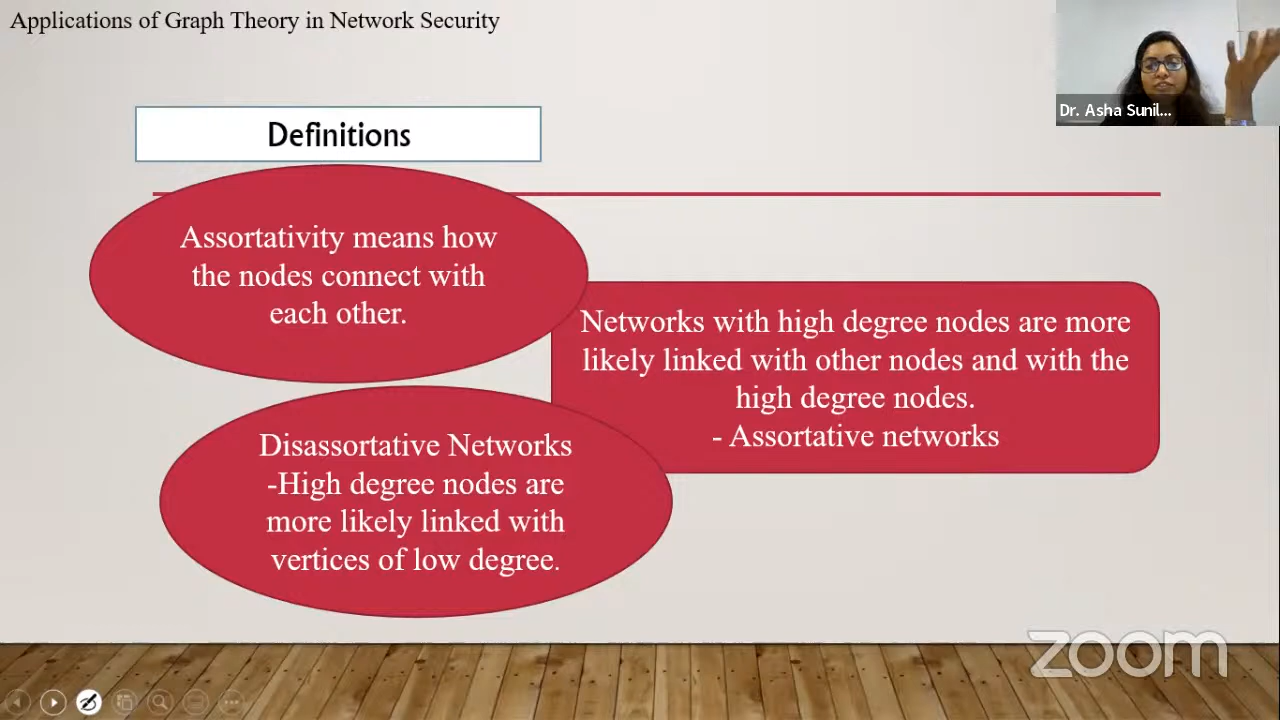 Applications of Graph Theory in Network Security
Dr. Asha Sunil...
Definitions
Assortativity means how
the nodes connect with
each other.
Networks with high degree nodes are more
likely linked with other nodes and with the
high degree nodes.
- Assortative networks
Disassortative Networks
-High degree nodes are
more likely linked with
vertices of low degree.
zoom